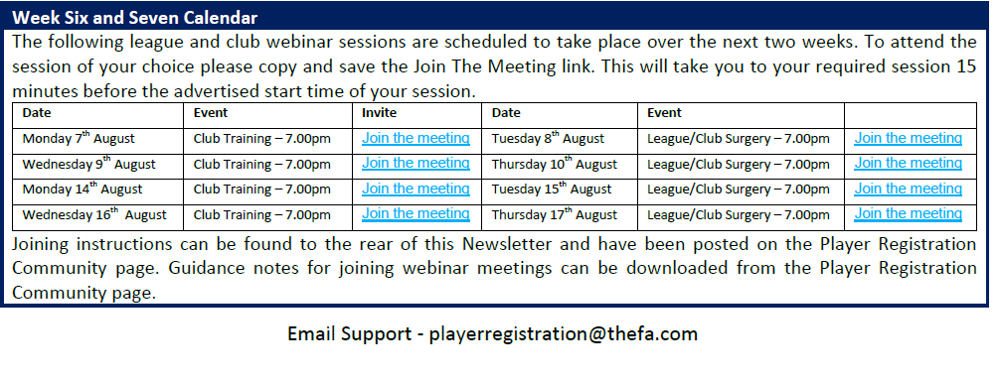 Week Six and Seven Calendar
The following league and club webinar sessions are scheduled to take place over the next two weeks. To attend the
session of your choice please copy and save the Join The Meeting link. This will take you to your required session 15
minutes before the advertised start time of your session.
Date Event Invite Date Event
Monday 7th August Club Training – 7.00pm Join the meeting Tuesday 8th August League/Club Surgery – 7.00pm Join the meeting
Wednesday 9th August Club Training – 7.00pm Join the meeting Thursday 10th August League/Club Surgery – 7.00pm Join the meeting
Monday 14th August Club Training – 7.00pm Join the meeting Tuesday 15th August League/Club Surgery – 7.00pm Join the meeting
Wednesday 16th August Club Training – 7.00pm Join the meeting Thursday 17th August League/Club Surgery – 7.00pm Join the meeting
Joining instructions can be found to the rear of this Newsletter and have been posted on the Player Registration
Community page. Guidance notes for joining webinar meetings can be downloaded from the Player Registration
Community page.
Email Support - playerregistration@thefa.com